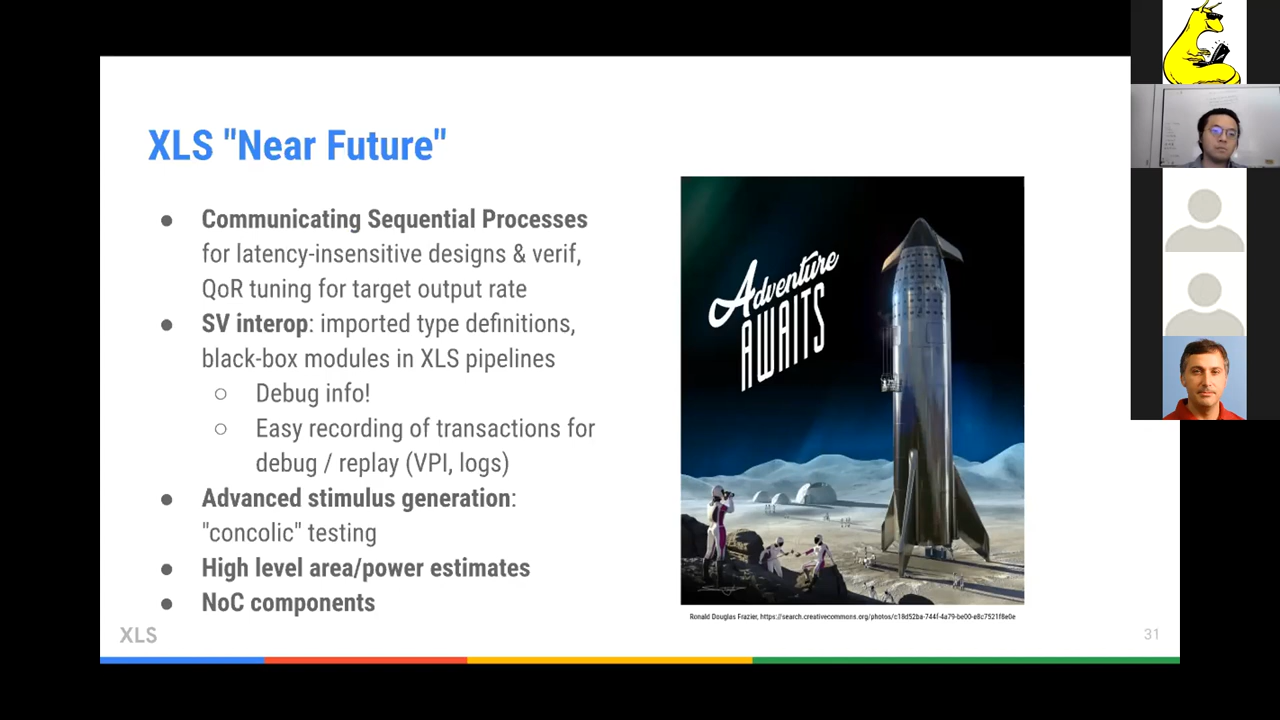 XLS "Near Future"
● Communicating Sequential Processes
for latency-insensitive designs & verif,
QoR tuning for target output rate
● SV interop: imported type definitions,
black-box modules in XLS pipelines
○ Debug info!
○ Easy recording of transactions for
debug / replay (VPI, logs)
● Advanced stimulus generation:
"concolic" testing
● High level area/power estimates
● NoC components
Adventure
AWAITS
Ronald Douglas Frazier, https://search.creativecommons.org/photos/c18d52ba-744f-4a79-be00-e8c7521f8e0e
XLS
31